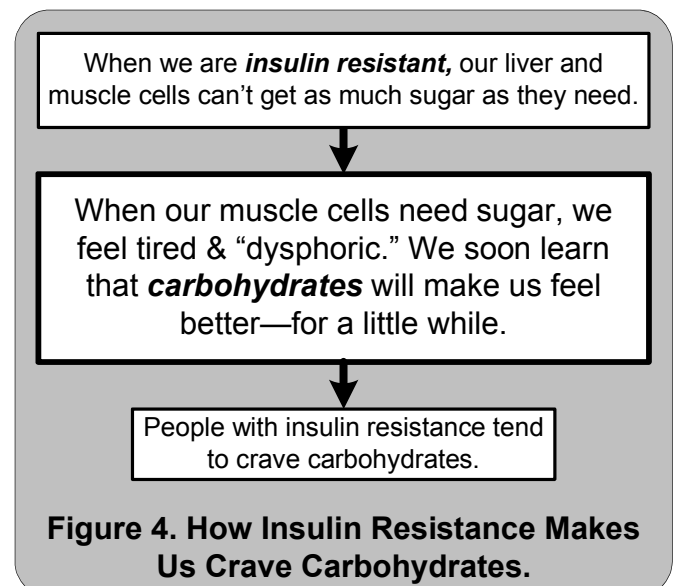 When we are insulin resistant, our liver and
muscle cells can't get as much sugar as they need.
When our muscle cells need sugar, we
feel tired & “dysphoric.” We soon learn
that carbohydrates will make us feel
better—for a little while.
People with insulin resistance tend
to crave carbohydrates.
Figure 4. How Insulin Resistance Makes
Us Crave Carbohydrates.